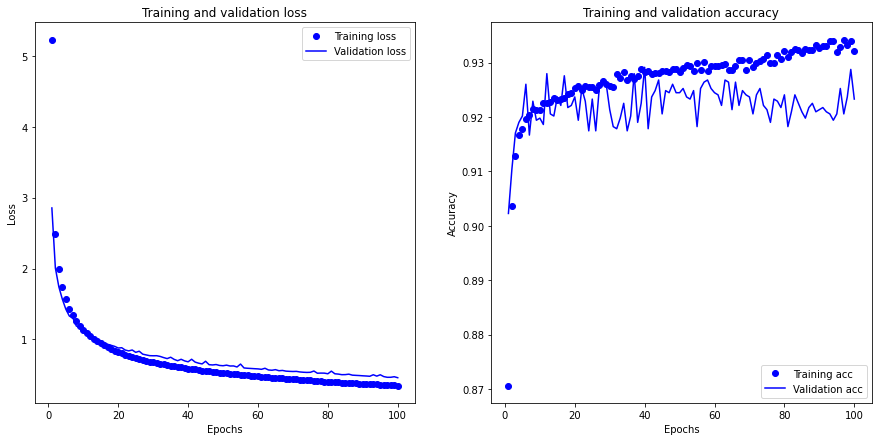 Training and validation loss
Training loss
Validation loss
5
4
3
2
1
Loss
0
20
40
60
80
100
Epochs
Training and validation accuracy
0.93
0.92
0.91
0.90
0.89
0.88
0.87
Accuracy
Training acc
Validation acc
0
20
40
60
80
100
Epochs